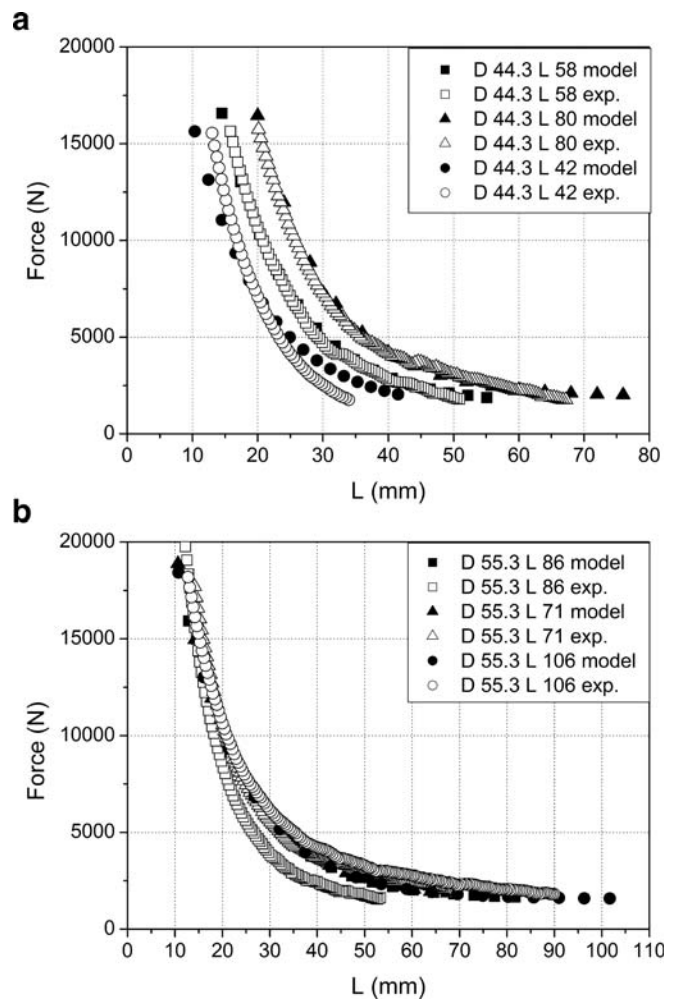 a
20000
15000
10000
5000
0
Force (N)
D 44.3 L 58 model
D 44.3 L 58 exp.
D 44.3 L 80 model
D 44.3 L 80 exp.
D 44.3 L 42 model
D 44.3 L 42 exp.
0 10 20 30 40 50 60 70 80
L (mm)
b
20000
15000
10000
5000
0
Force (N)
D 55.3 L 86 model
D 55.3 L 86 exp.
D 55.3 L 71 model
D 55.3 L 71 exp.
D 55.3 L 106 model
D 55.3 L 106 exp.
0 10 20 30 40 50 60 70 80 90 100 110
L (mm)